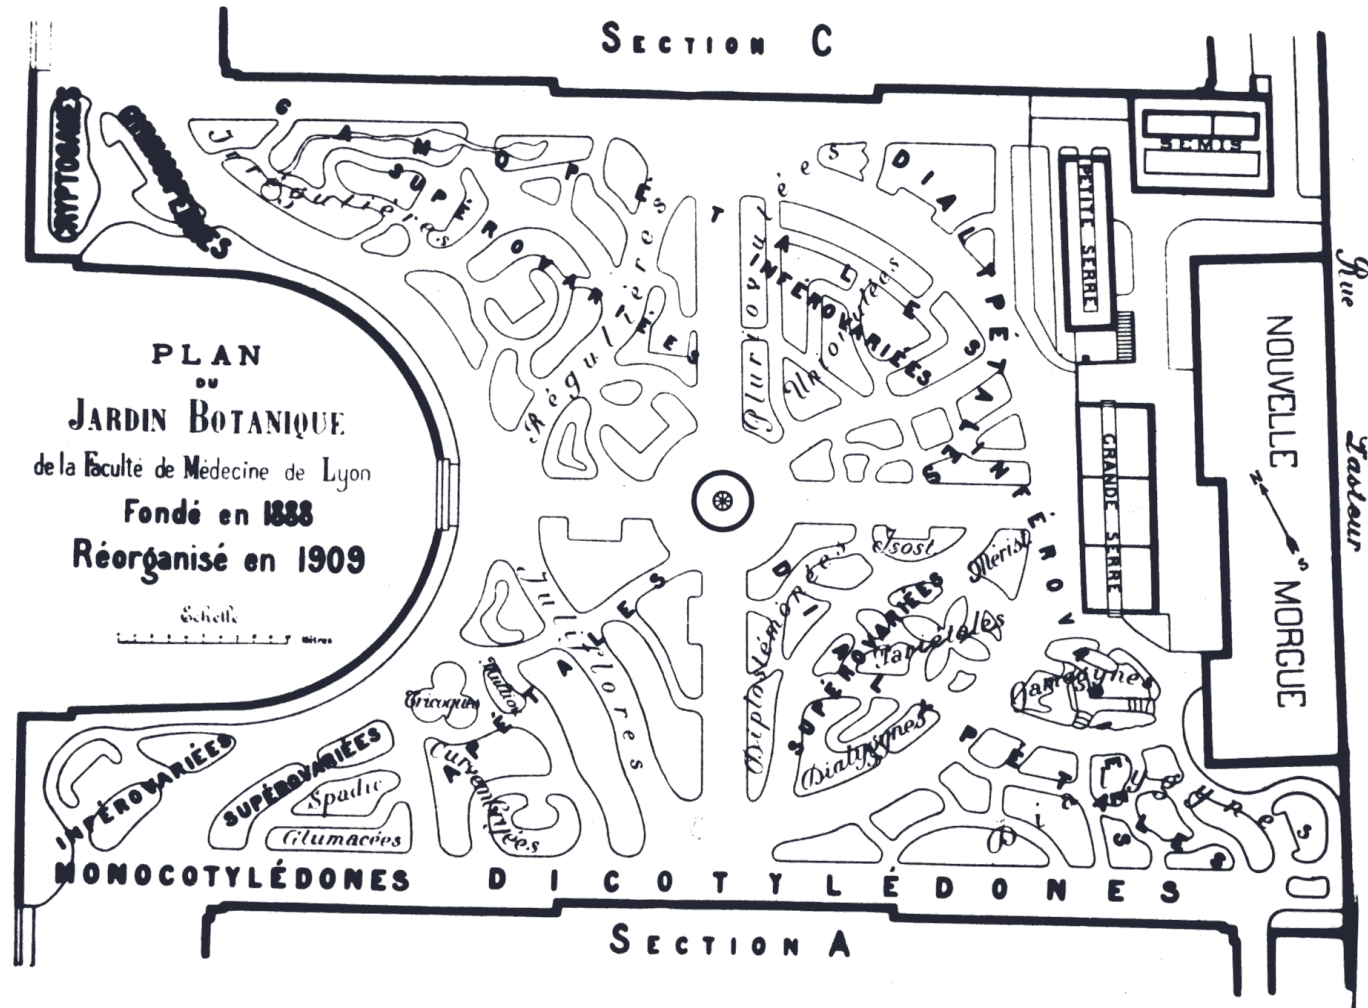 SECTION C
CRYPTOGAMES
GAMOPÉTALES
SUPÉROVARIÉES
Irrégulières
Régulières
INFÉROVARIÉES
Pluriovulées
Uniovulées
DIALYPÉTALES INFÉROVARIÉES
SEMIS
PETITE SERRE
GRANDE SERRE
NOUVELLE MORGUE
Rue Pasteur
N
S
PLAN
DU
JARDIN BOTANIQUE
de la Faculté de Médecine de Lyon
Fondé en 1888
Réorganisé en 1909
Échelle
Mètres
Juliflores
APÉTALES
Tricoques
Curvembryées
DIALYPÉTALES
SUPÉROVARIÉES
Diplostémonées
Isost
Mérist
Pariétales
Dialygynes
Gamogynes
Dialygynes
INFÉROVARIÉES
SUPÉROVARIÉES
Spadic
Glumacées
MONOCOTYLÉDONES
DICOTYLÉDONES
SECTION A